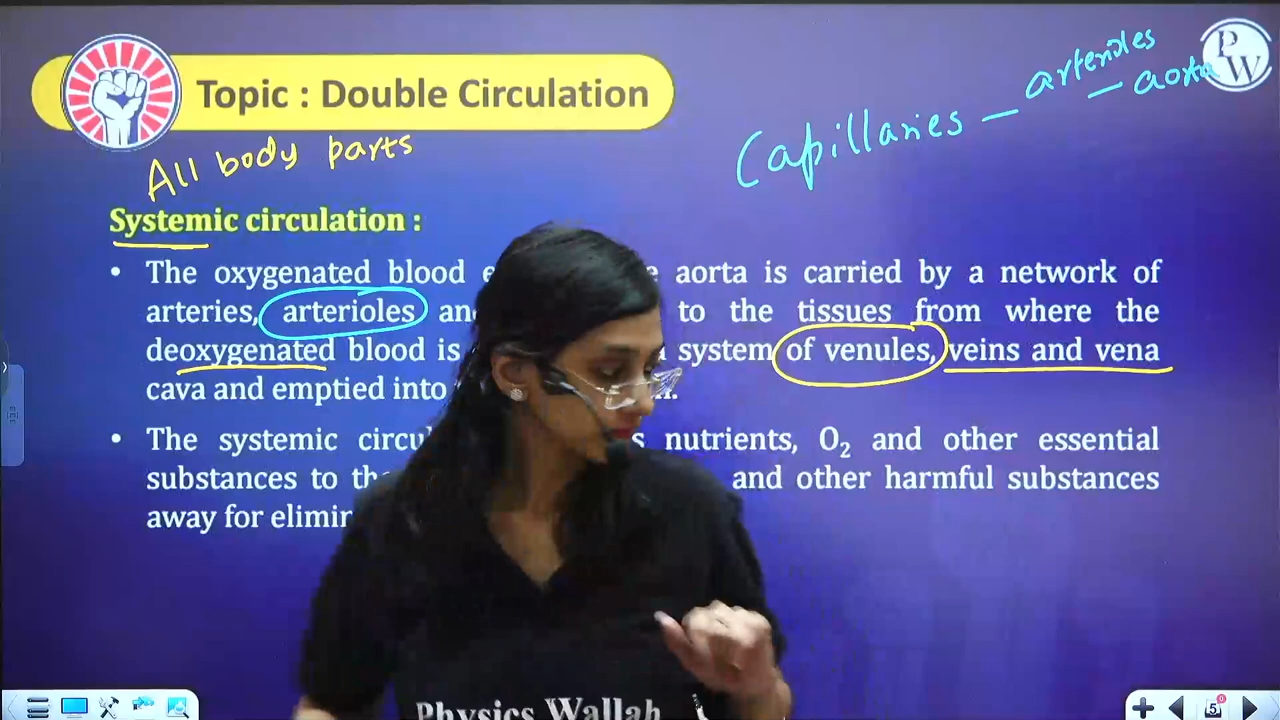 Topic : Double Circulation
PW
arterioles
Capillaries — — aorta
All body parts
Systemic circulation :
• The oxygenated blood e aorta is carried by a network of
arteries, arterioles an to the tissues from where the
deoxygenated blood is system of venules, veins and vena
cava and emptied into
• The systemic circul s nutrients, O₂ and other essential
substances to th and other harmful substances
away for elimin
Physics Wallah
5